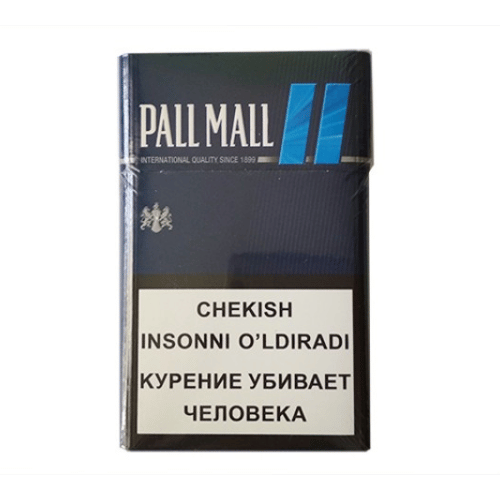 PALL MALL
INTERNATIONAL QUALITY SINCE 1899
CHEKISH
INSONNI O'LDIRADI
КУРЕНИЕ УБИВАЕТ
ЧЕЛОВЕКА